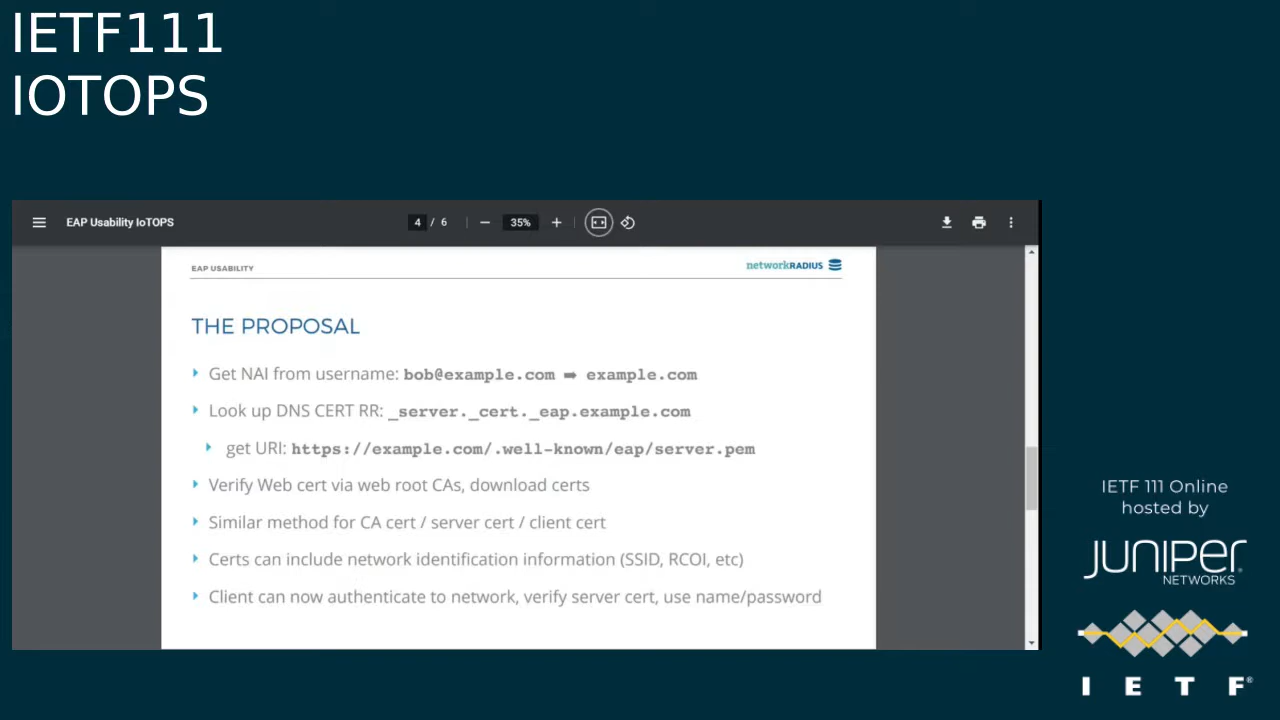 IETF111
IOTOPS
EAP Usability IoTOPS
4 / 6
35%
EAP USABILITY
networkRADIUS
THE PROPOSAL
Get NAI from username: bob@example.com ➡ example.com
Look up DNS CERT RR: _server._cert._eap.example.com
get URI: https://example.com/.well-known/eap/server.pem
Verify Web cert via web root CAs, download certs
Similar method for CA cert / server cert / client cert
Certs can include network identification information (SSID, RCOI, etc)
Client can now authenticate to network, verify server cert, use name/password
IETF 111 Online
hosted by
JUNIPER
NETWORKS
I E T F®